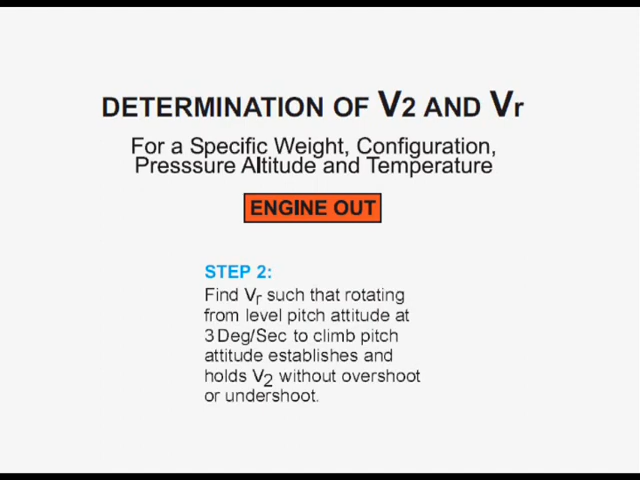 DETERMINATION OF V2 AND Vr
For a Specific Weight, Configuration,
Presssure Altitude and Temperature
ENGINE OUT
STEP 2:
Find Vr such that rotating
from level pitch attitude at
3 Deg/Sec to climb pitch
attitude establishes and
holds V2 without overshoot
or undershoot.